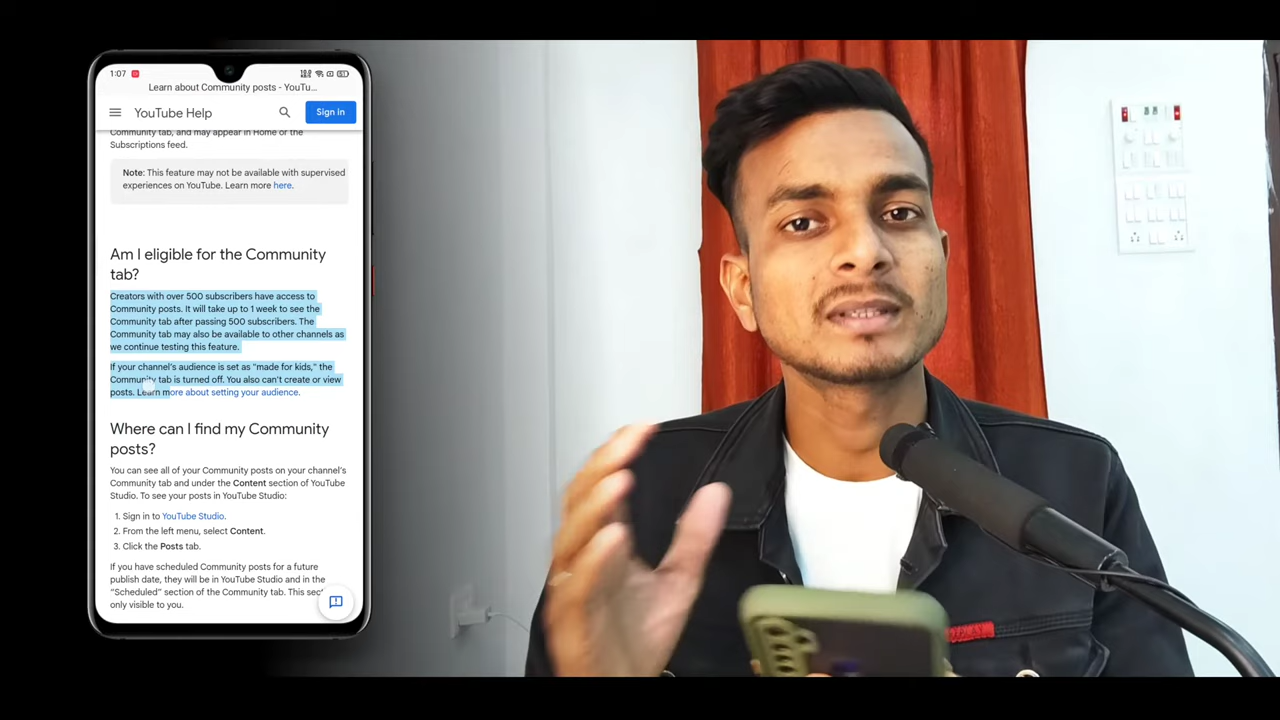 1:07
Learn about Community posts - YouTu...
YouTube Help
Sign in
Community tab, and may appear in Home or the
Subscriptions feed.
Note: This feature may not be available with supervised
experiences on YouTube. Learn more here.
Am I eligible for the Community
tab?
Creators with over 500 subscribers have access to
Community posts. It will take up to 1 week to see the
Community tab after passing 500 subscribers. The
Community tab may also be available to other channels as
we continue testing this feature.
If your channel's audience is set as "made for kids," the
Community tab is turned off. You also can't create or view
posts. Learn more about setting your audience.
Where can I find my Community
posts?
You can see all of your Community posts on your channel's
Community tab and under the Content section of YouTube
Studio. To see your posts in YouTube Studio:
1. Sign in to YouTube Studio.
2. From the left menu, select Content.
3. Click the Posts tab.
If you have scheduled Community posts for a future
publish date, they will be in YouTube Studio and in the
"Scheduled" section of the Community tab. This
only visible to you.